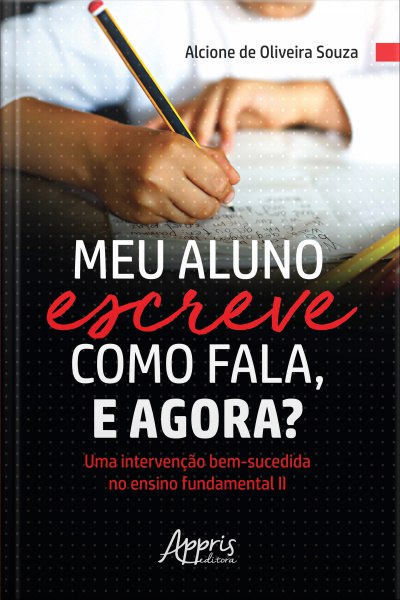 Alcione de Oliveira Souza
MEU ALUNO
escreve
COMO FALA,
E AGORA?
Uma intervenção bem-sucedida
no ensino fundamental II
Appris
editora